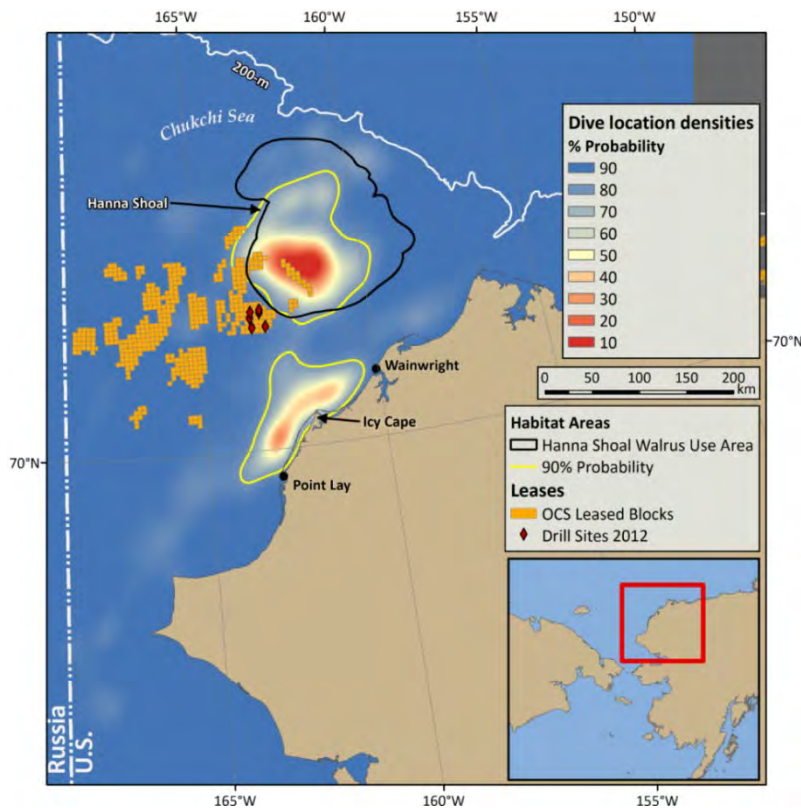 165°W 160°W 155°W 150°W
200-m
Chukchi Sea
Hanna Shoal
Dive location densities
% Probability
90
80
70
60
50
40
30
20
10
70°N
Wainwright
0 50 100 150 200
km
Icy Cape
Habitat Areas
Hanna Shoal Walrus Use Area
90% Probability
70°N
Point Lay
Leases
OCS Leased Blocks
Drill Sites 2012
Russia
U.S.
165°W 160°W 155°W